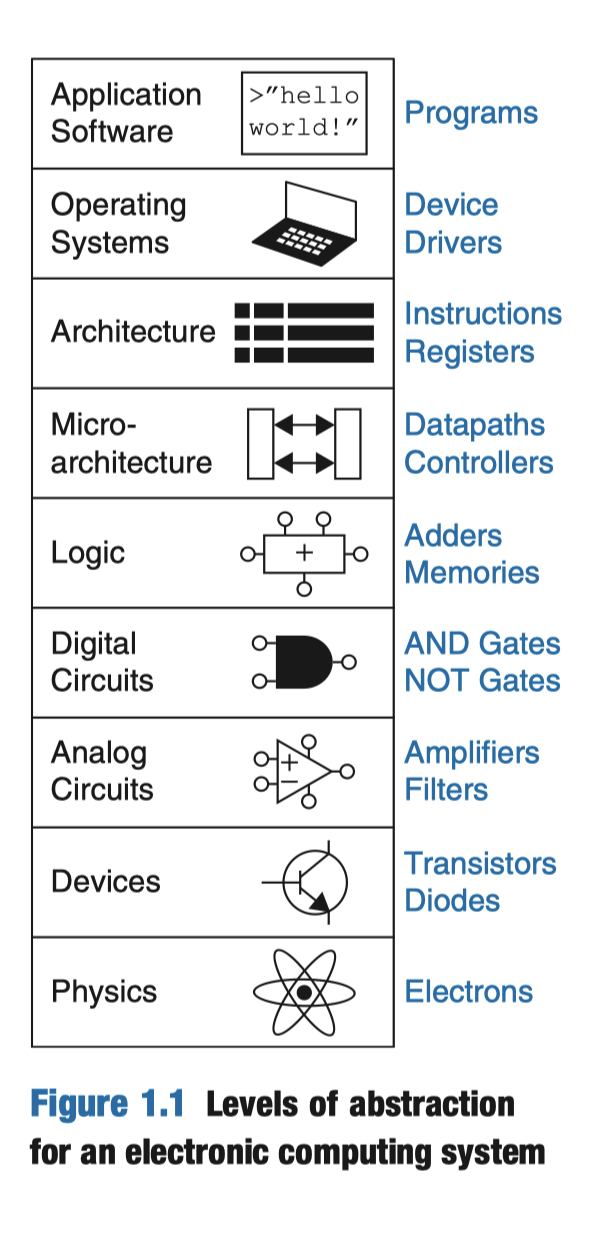 Application
Software
>"hello
world!"
Programs
Operating
Systems
Device
Drivers
Architecture
Instructions
Registers
Micro-
architecture
Datapaths
Controllers
Logic
+
Adders
Memories
Digital
Circuits
AND Gates
NOT Gates
Analog
Circuits
+
−
Amplifiers
Filters
Devices
Transistors
Diodes
Physics
Electrons
Figure 1.1 Levels of abstraction
for an electronic computing system